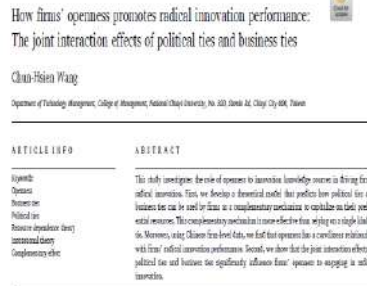 How firms' openness promotes radical innovation performance:
The joint interaction effects of political ties and business ties
Chun-Hsien Wang
Department of Technology Management, College of Management, National Chiayi University, No. 300, Syuefu Rd, Chiayi City 600, Taiwan
ARTICLE INFO
ABSTRACT
Keywords:
Openness
Business ties
Political ties
Resource dependence theory
Institutional theory
Complementary effect
This study investigates the role of openness to innovation knowledge sources in driving
radical innovation. First, we develop a theoretical model that predicts how political ties
business ties can be used by firms as a complementary mechanism to capitalize on their
resources. This complementary mechanism is more effective than relying on a single
tie. Moreover, using Chinese firm-level data, we find that openness has a curvilinear
with firms' radical innovation performance. Second, we show that the joint interaction
political ties and business ties significantly influence firms' openness to engaging in
innovation.